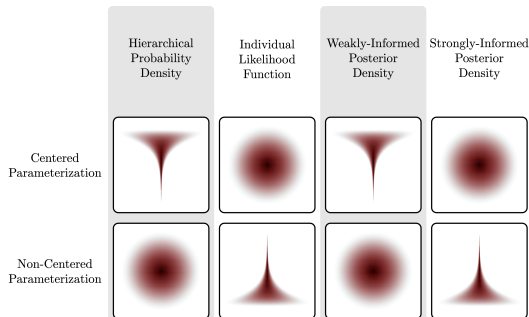 Hierarchical
Probability
Density
Individual
Likelihood
Function
Weakly-Informed
Posterior
Density
Strongly-Informed
Posterior
Density
Centered
Parameterization
Non-Centered
Parameterization